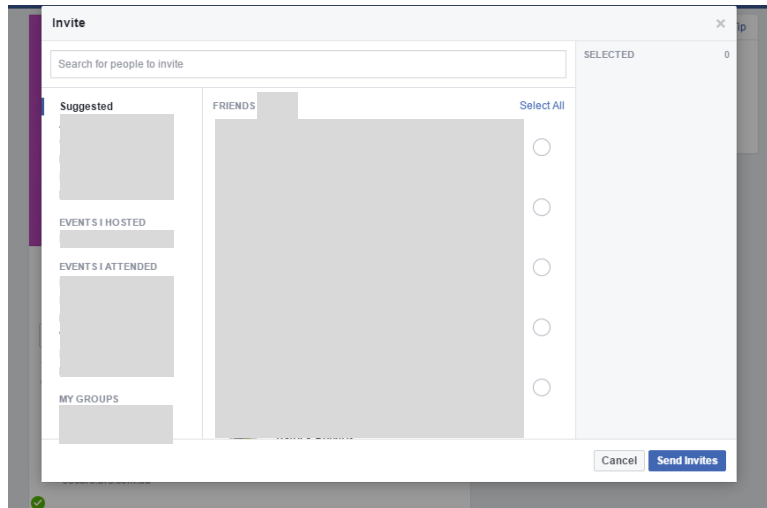 Invite
Search for people to invite
SELECTED 0
Suggested
FRIENDS
Select All
EVENTS I HOSTED
EVENTS I ATTENDED
MY GROUPS
Cancel
Send Invites